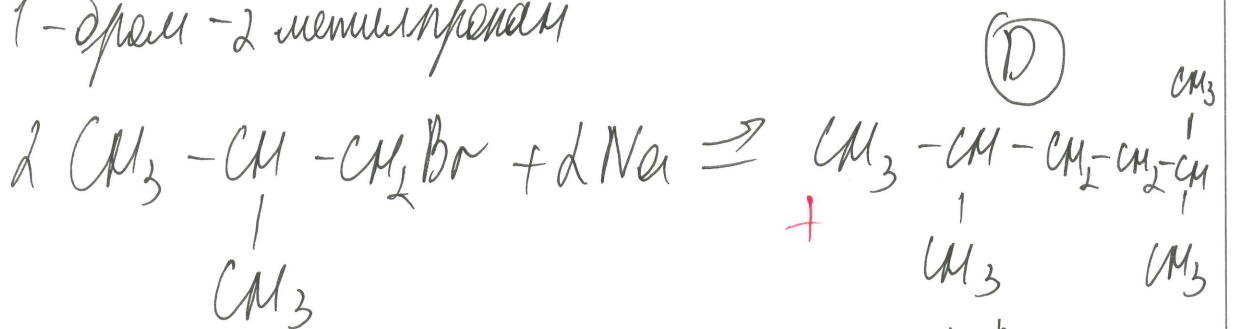 1-бром-2 метилпропан
D
CH3
2 CH3 -CH -CH2Br +2Na => CH3 -CH - CH2-CH2-CH
+
CH3 CH3 CH3